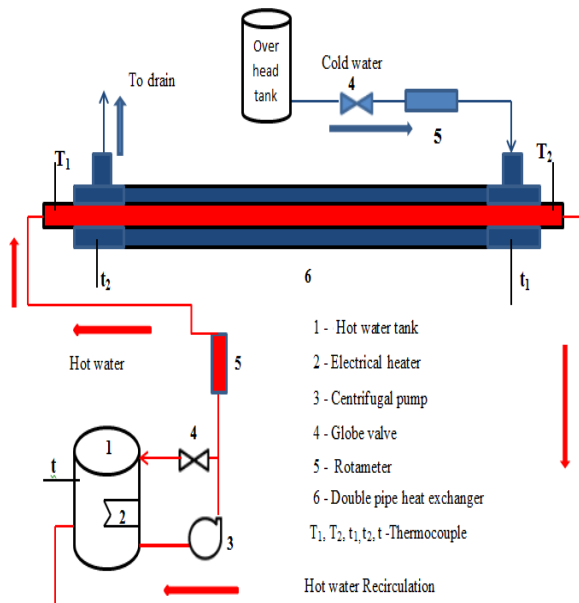 Over
head
tank
Cold water
4
To drain
5
T₁
T₂
t₂
6
t₁
1 - Hot water tank
Hot water
5
2 - Electrical heater
3 - Centrifugal pump
4
4 - Globe valve
1
t
5 - Rotameter
6 - Double pipe heat exchanger
2
3
T₁, T₂, t₁, t₂, t -Thermocouple
Hot water Recirculation